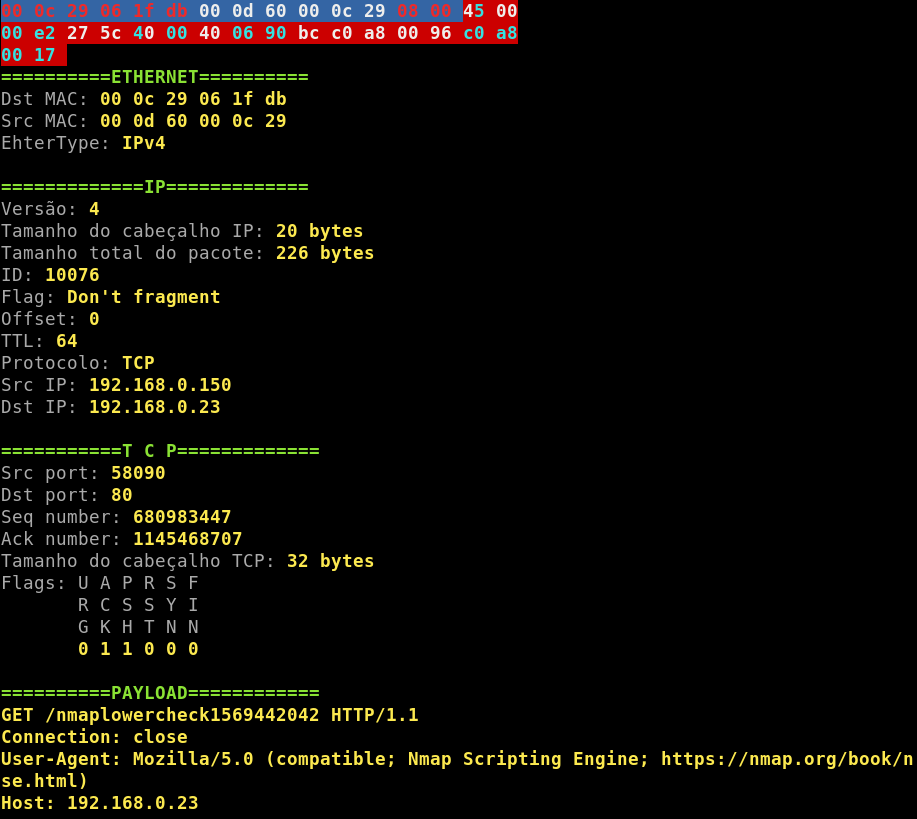 00 0c 29 06 1f db 00 0d 60 00 0c 29 08 00 45 00
00 e2 27 5c 40 00 40 06 90 bc c0 a8 00 96 c0 a8
00 17
==========ETHERNET==========
Dst MAC: 00 0c 29 06 1f db
Src MAC: 00 0d 60 00 0c 29
EhterType: IPv4
=============IP=============
Versão: 4
Tamanho do cabeçalho IP: 20 bytes
Tamanho total do pacote: 226 bytes
ID: 10076
Flag: Don't fragment
Offset: 0
TTL: 64
Protocolo: TCP
Src IP: 192.168.0.150
Dst IP: 192.168.0.23
===========T C P=============
Src port: 58090
Dst port: 80
Seq number: 680983447
Ack number: 1145468707
Tamanho do cabeçalho TCP: 32 bytes
Flags: U A P R S F
R C S S Y I
G K H T N N
0 1 1 0 0 0
==========PAYLOAD============
GET /nmaplowercheck1569442042 HTTP/1.1
Connection: close
User-Agent: Mozilla/5.0 (compatible; Nmap Scripting Engine; https://nmap.org/book/n
se.html)
Host: 192.168.0.23